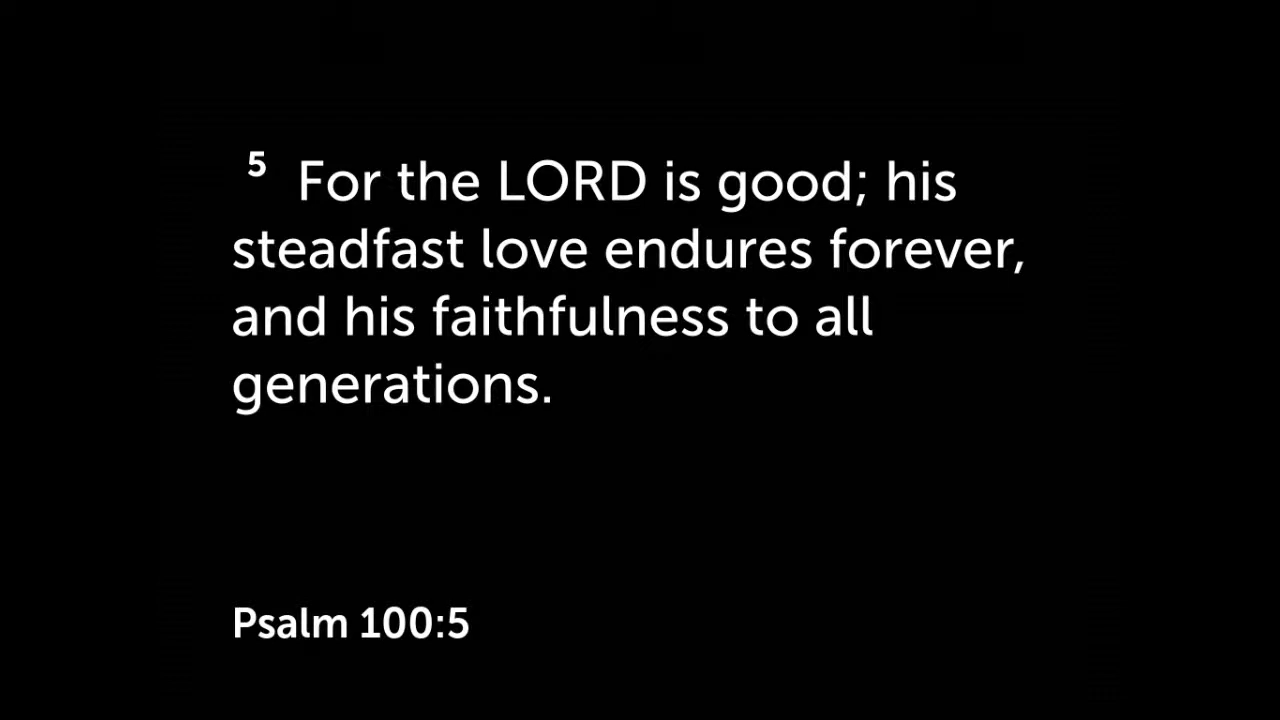 5 For the LORD is good; his
steadfast love endures forever,
and his faithfulness to all
generations.
Psalm 100:5